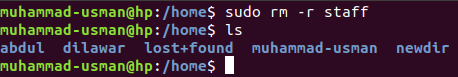 muhammad-usman@hp:/home$ sudo rm -r staff
muhammad-usman@hp:/home$ ls
abdul  dilawar  lost+found  muhammad-usman  newdir
muhammad-usman@hp:/home$